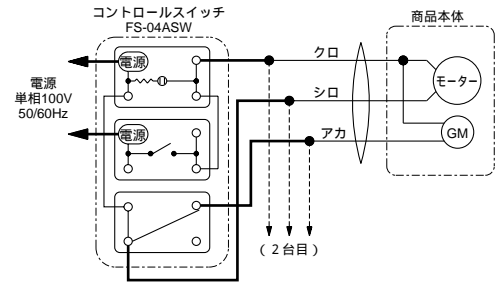 コントロールスイッチ
FS-04ASW
商品本体
電源
単相100V
50/60Hz
電源
電源
クロ
シロ
アカ
モーター
GM
(2台目)